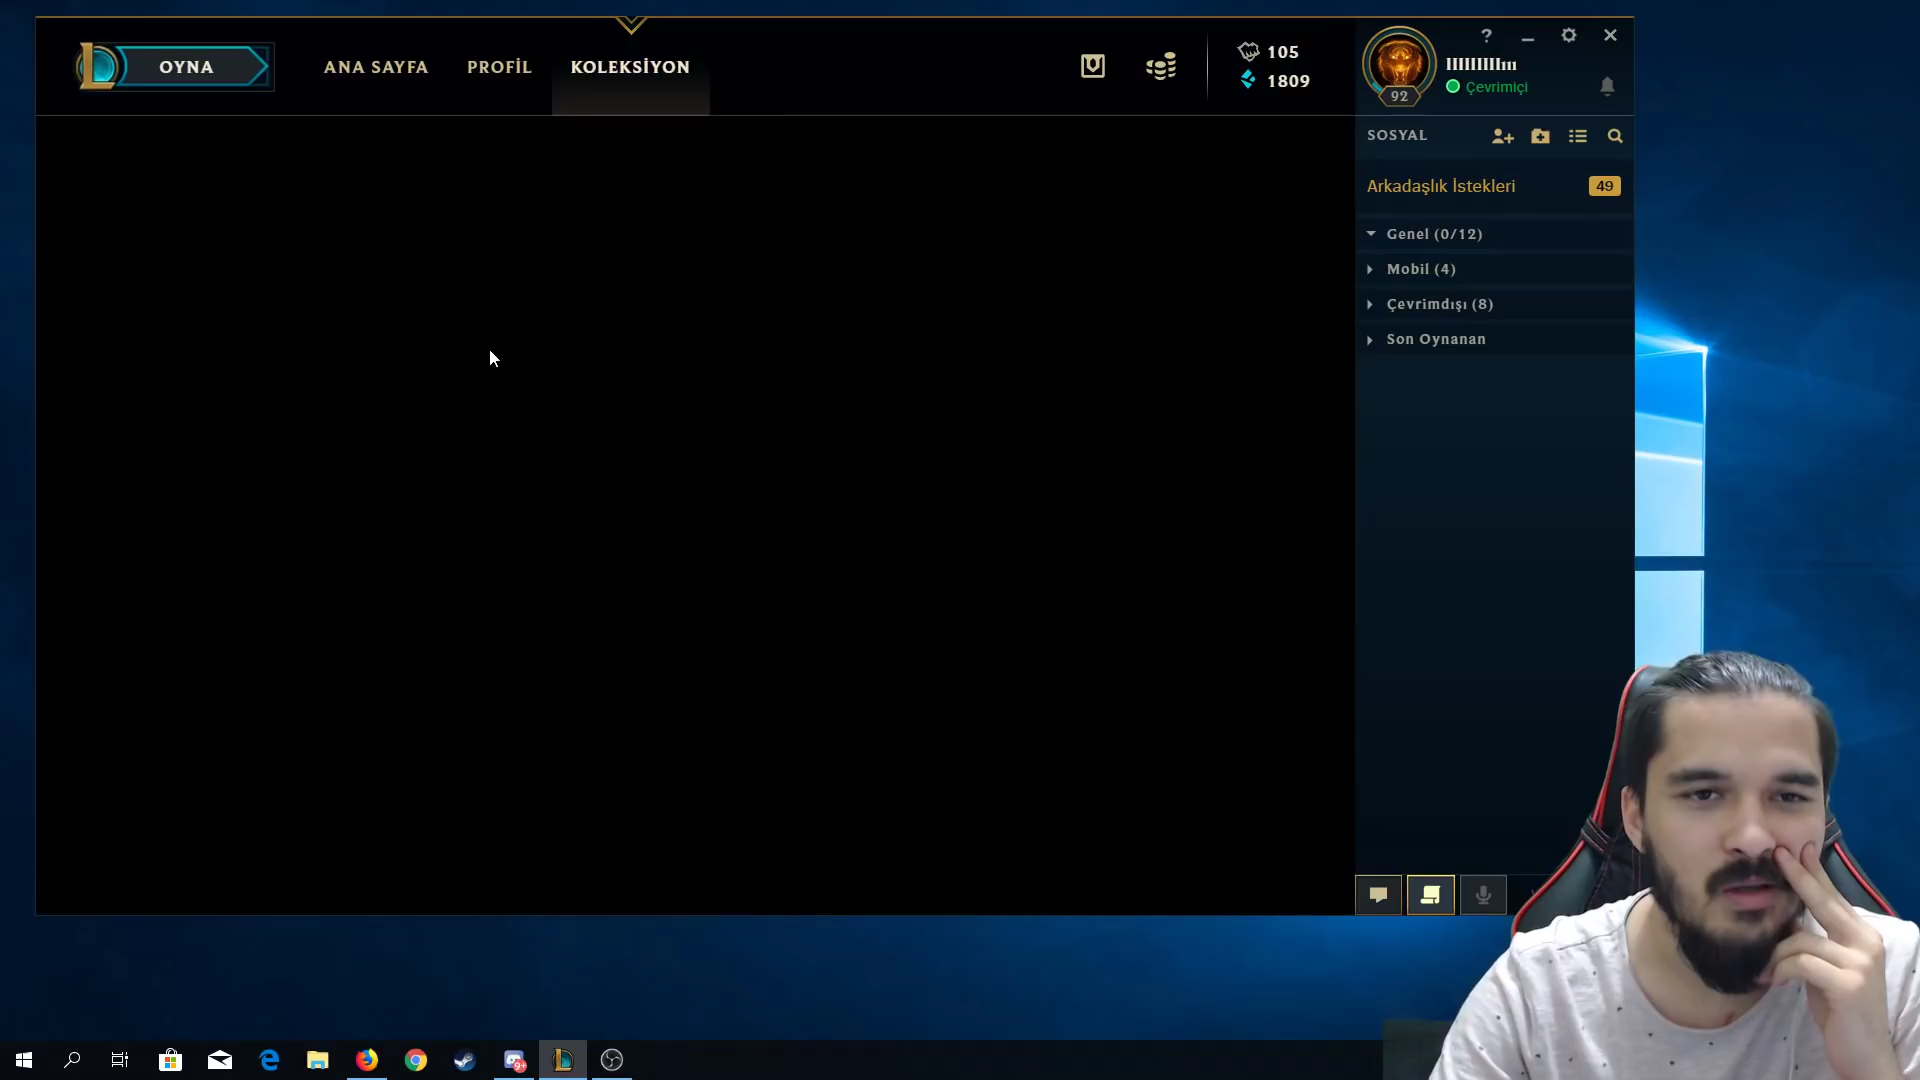 OYNA
ANA SAYFA
PROFİL
KOLEKSİYON
105
1809
92
Çevrimiçi
SOSYAL
Arkadaşlık İstekleri
49
Genel (0/12)
Mobil (4)
Çevrimdışı (8)
Son Oynanan
9+